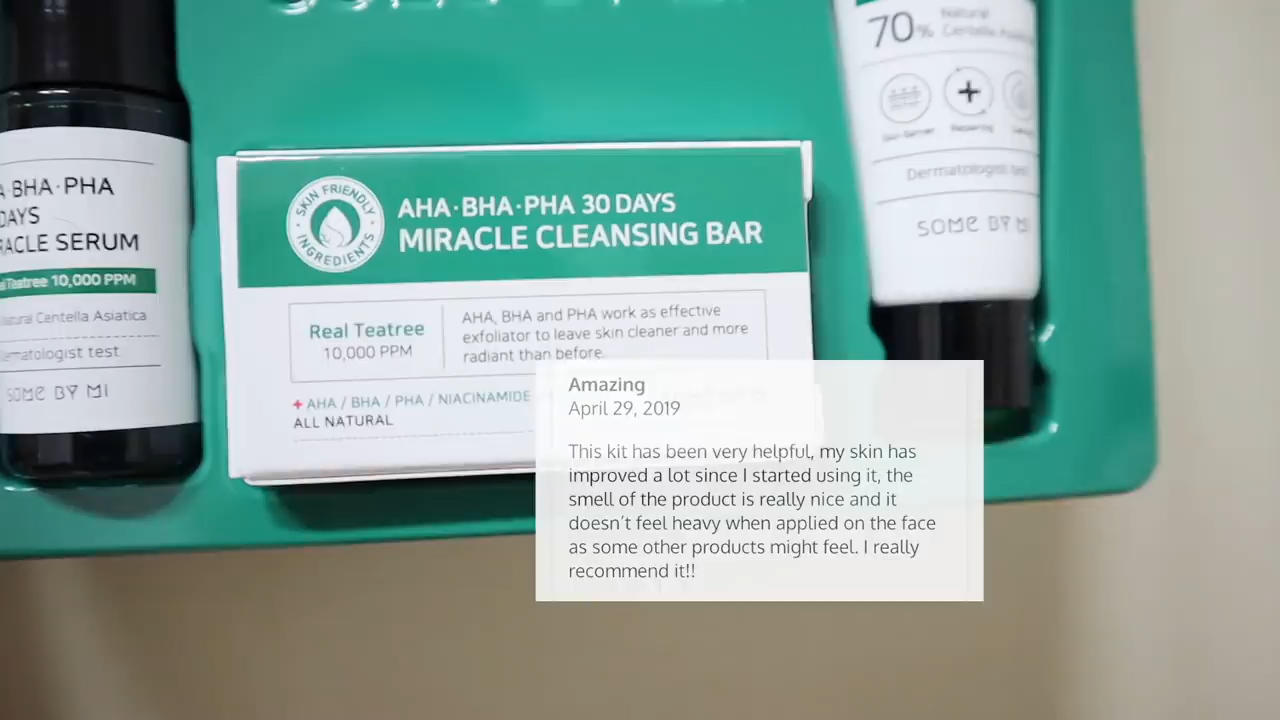 A·BHA·PHA
DAYS
RACLE SERUM
al Teatree 10,000 PPM
Natural Centella Asiatica
ermatologist test
SOME BY MI
SKIN FRIENDLY
INGREDIENTS
AHA·BHA·PHA 30 DAYS
MIRACLE CLEANSING BAR
Real Teatree
10,000 PPM
AHA, BHA and PHA work as effective
exfoliator to leave skin cleaner and more
radiant than before.
+ AHA / BHA / PHA / NIACINAMIDE
ALL NATURAL
70% Natural
Centella
Repairing
Dermatologist test
SOME BY MI
Amazing
April 29, 2019
This kit has been very helpful, my skin has
improved a lot since I started using it, the
smell of the product is really nice and it
doesn't feel heavy when applied on the face
as some other products might feel. I really
recommend it!!